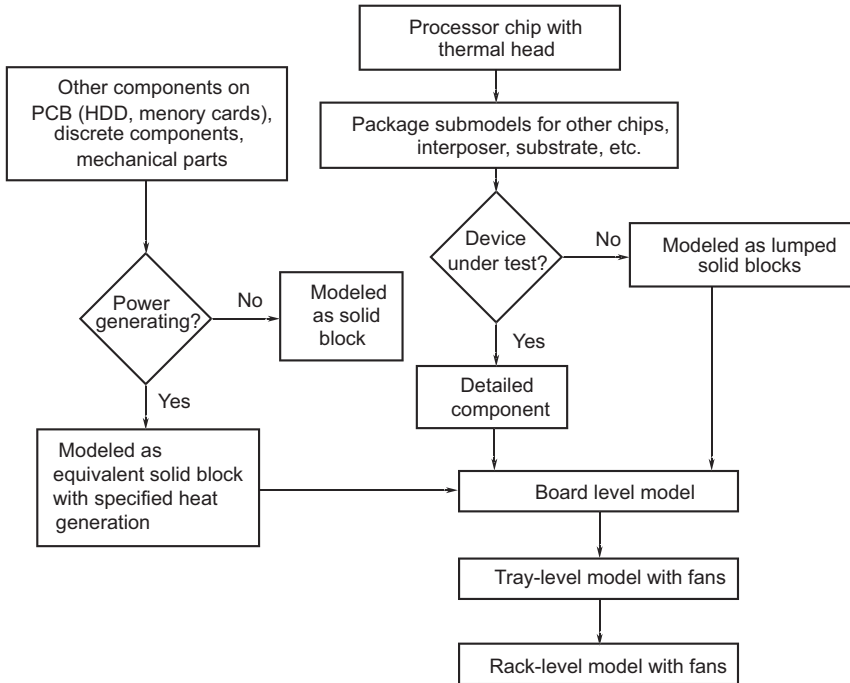 Processor chip with
thermal head
Other components on
PCB (HDD, menory cards),
discrete components,
mechanical parts
Package submodels for other chips,
interposer, substrate, etc.
Device
under test?
No
Modeled as lumped
solid blocks
Power
generating?
No
Modeled
as solid
block
Yes
Detailed
component
Yes
Modeled as
equivalent solid block
with specified heat
generation
Board level model
Tray-level model with fans
Rack-level model with fans